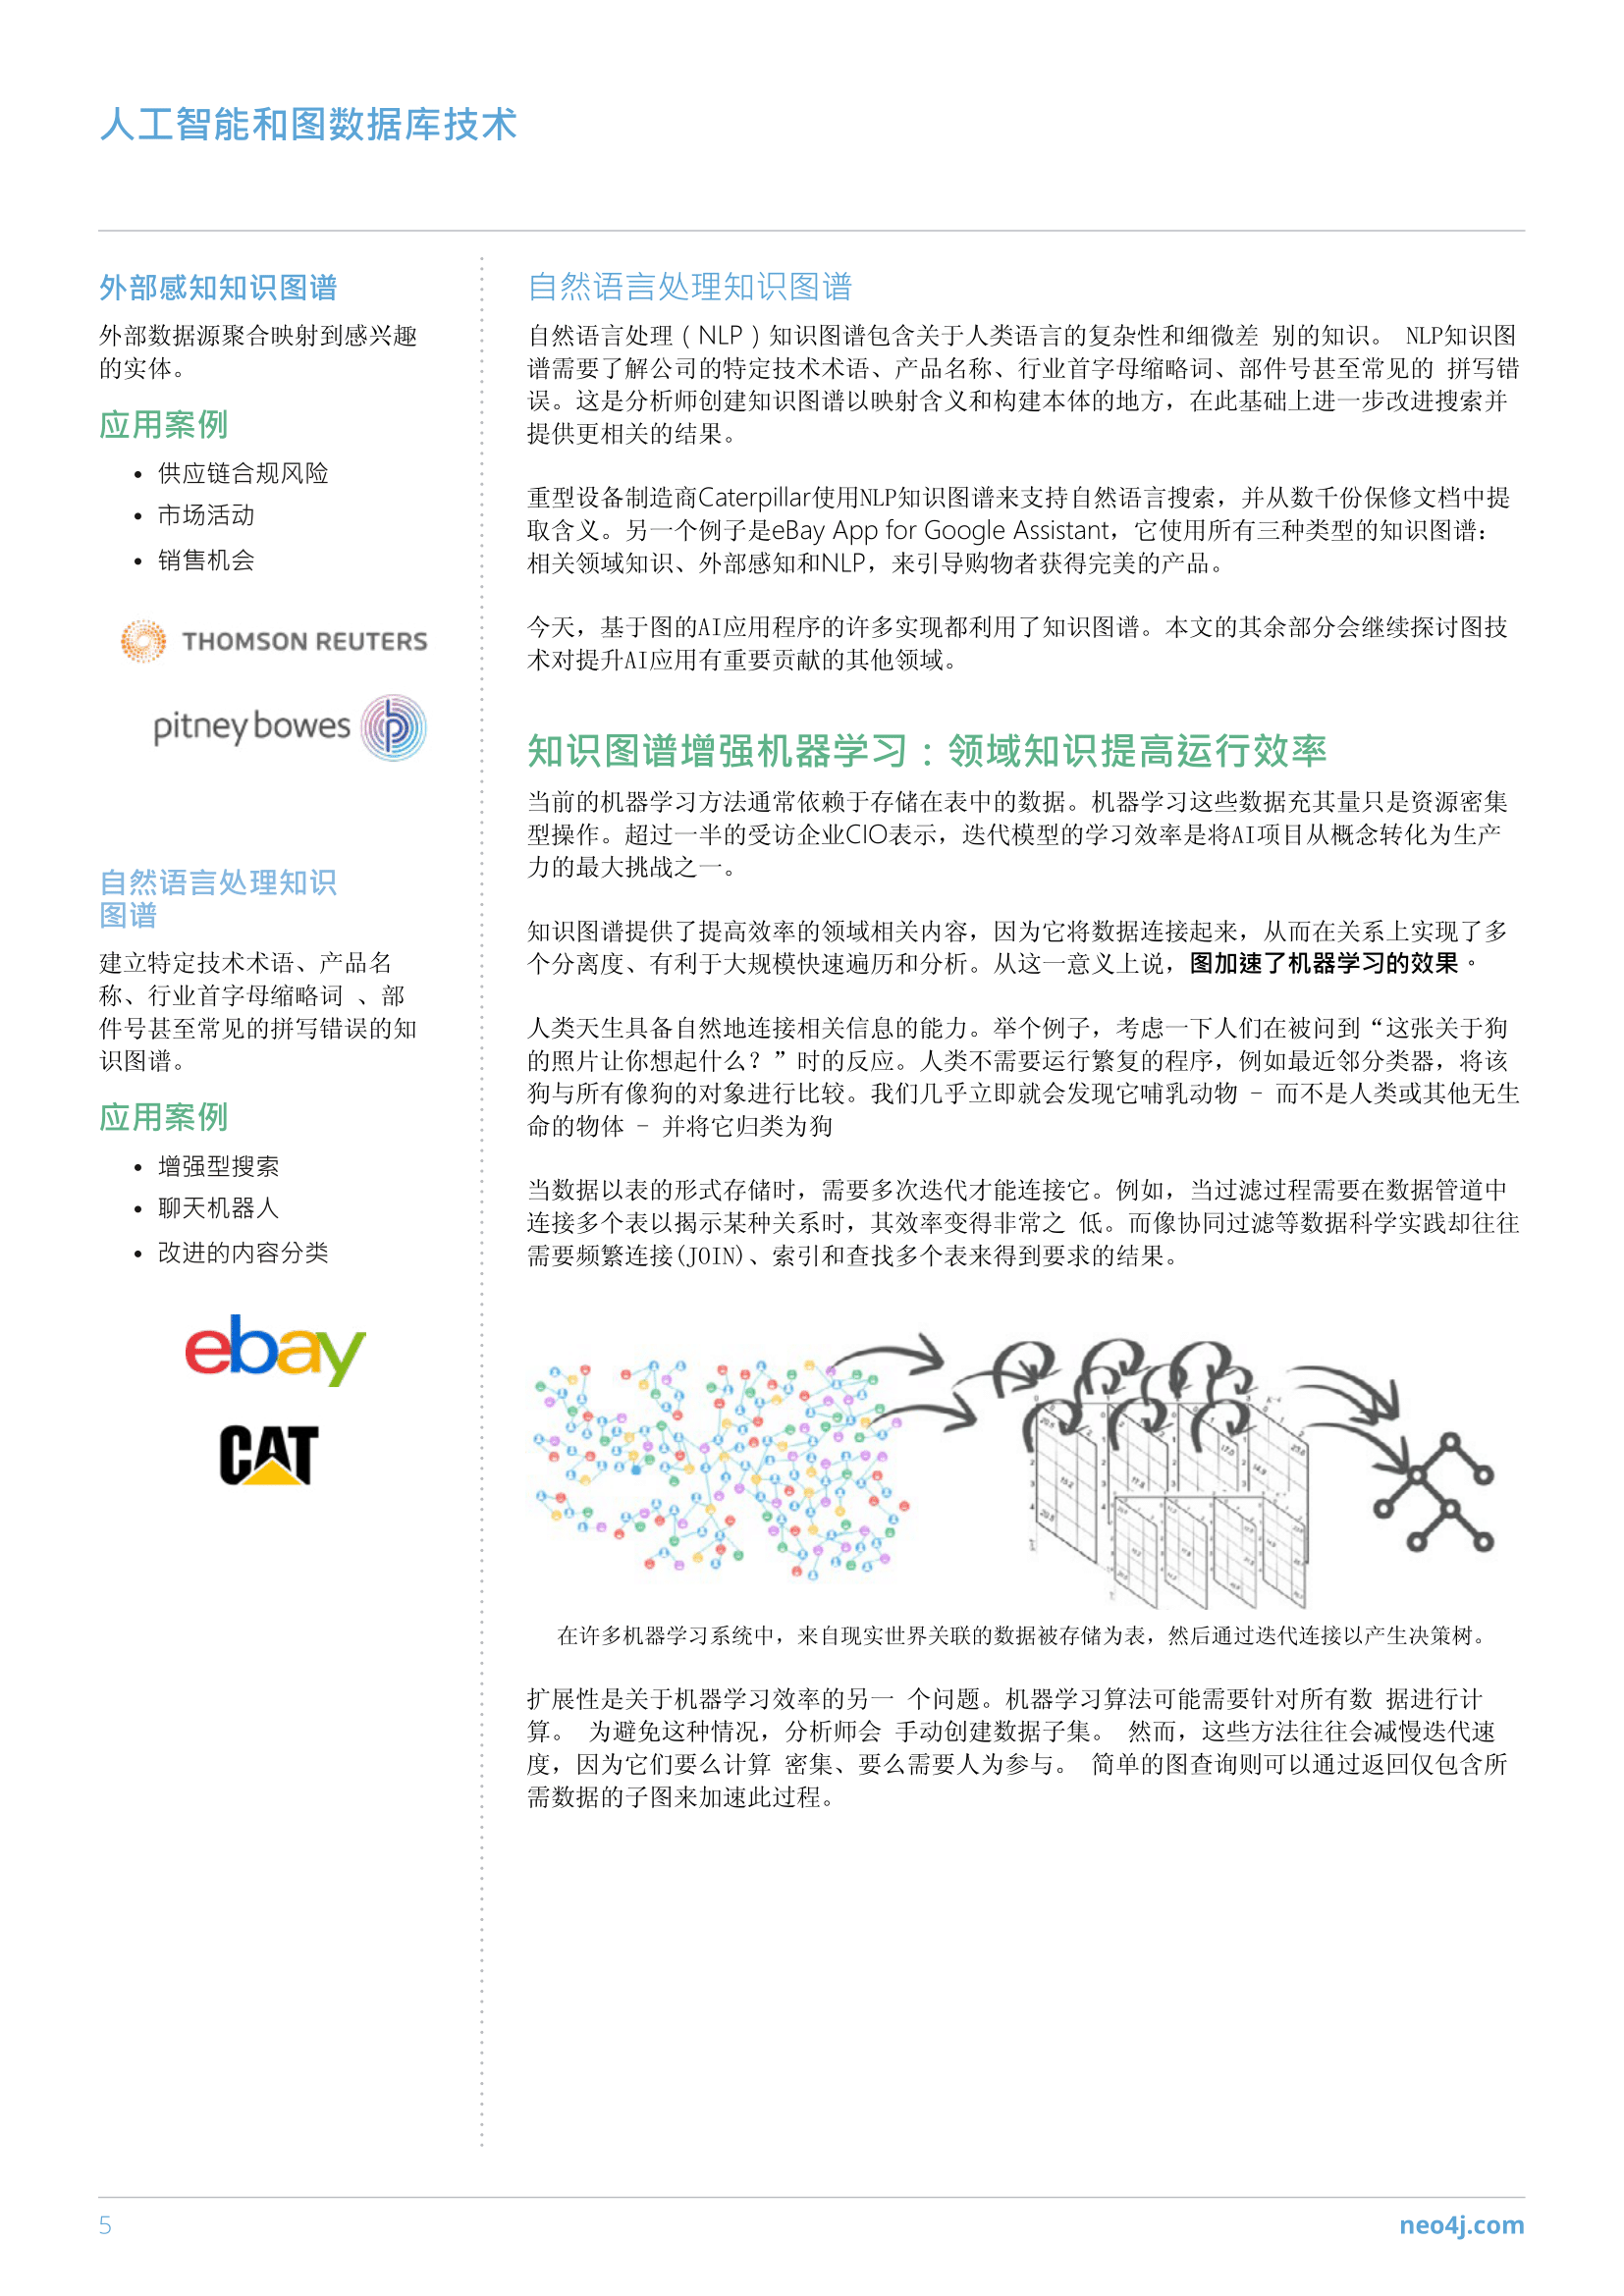 人工智能和图数据库技术
外部感知知识图谱
外部数据源聚合映射到感兴趣
的实体。
应用案例
• 供应链合规风险
• 市场活动
• 销售机会
THOMSON REUTERS
pitney bowes
自然语言处理知识
图谱
建立特定技术术语、产品名
称、行业首字母缩略词 、部
件号甚至常见的拼写错误的知
识图谱。
应用案例
• 增强型搜索
• 聊天机器人
• 改进的内容分类
ebay
CAT
自然语言处理知识图谱
自然语言处理（NLP）知识图谱包含关于人类语言的复杂性和细微差 别的知识。 NLP知识图
谱需要了解公司的特定技术术语、产品名称、行业首字母缩略词、部件号甚至常见的 拼写错
误。这是分析师创建知识图谱以映射含义和构建本体的地方，在此基础上进一步改进搜索并
提供更相关的结果。
重型设备制造商Caterpillar使用NLP知识图谱来支持自然语言搜索，并从数千份保修文档中提
取含义。另一个例子是eBay App for Google Assistant，它使用所有三种类型的知识图谱：
相关领域知识、外部感知和NLP，来引导购物者获得完美的产品。
今天，基于图的AI应用程序的许多实现都利用了知识图谱。本文的其余部分会继续探讨图技
术对提升AI应用有重要贡献的其他领域。
知识图谱增强机器学习：领域知识提高运行效率
当前的机器学习方法通常依赖于存储在表中的数据。机器学习这些数据充其量只是资源密集
型操作。超过一半的受访企业CIO表示，迭代模型的学习效率是将AI项目从概念转化为生产
力的最大挑战之一。
知识图谱提供了提高效率的领域相关内容，因为它将数据连接起来，从而在关系上实现了多
个分离度、有利于大规模快速遍历和分析。从这一意义上说，图加速了机器学习的效果。
人类天生具备自然地连接相关信息的能力。举个例子，考虑一下人们在被问到“这张关于狗
的照片让你想起什么？”时的反应。人类不需要运行繁复的程序，例如最近邻分类器，将该
狗与所有像狗的对象进行比较。我们几乎立即就会发现它哺乳动物 – 而不是人类或其他无生
命的物体 – 并将它归类为狗
当数据以表的形式存储时，需要多次迭代才能连接它。例如，当过滤过程需要在数据管道中
连接多个表以揭示某种关系时，其效率变得非常之 低。而像协同过滤等数据科学实践却往往
需要频繁连接(JOIN)、索引和查找多个表来得到要求的结果。
在许多机器学习系统中，来自现实世界关联的数据被存储为表，然后通过迭代连接以产生决策树。
扩展性是关于机器学习效率的另一 个问题。机器学习算法可能需要针对所有数 据进行计
算。 为避免这种情况，分析师会 手动创建数据子集。 然而，这些方法往往会减慢迭代速
度，因为它们要么计算 密集、要么需要人为参与。 简单的图查询则可以通过返回仅包含所
需数据的子图来加速此过程。
5
neo4j.com